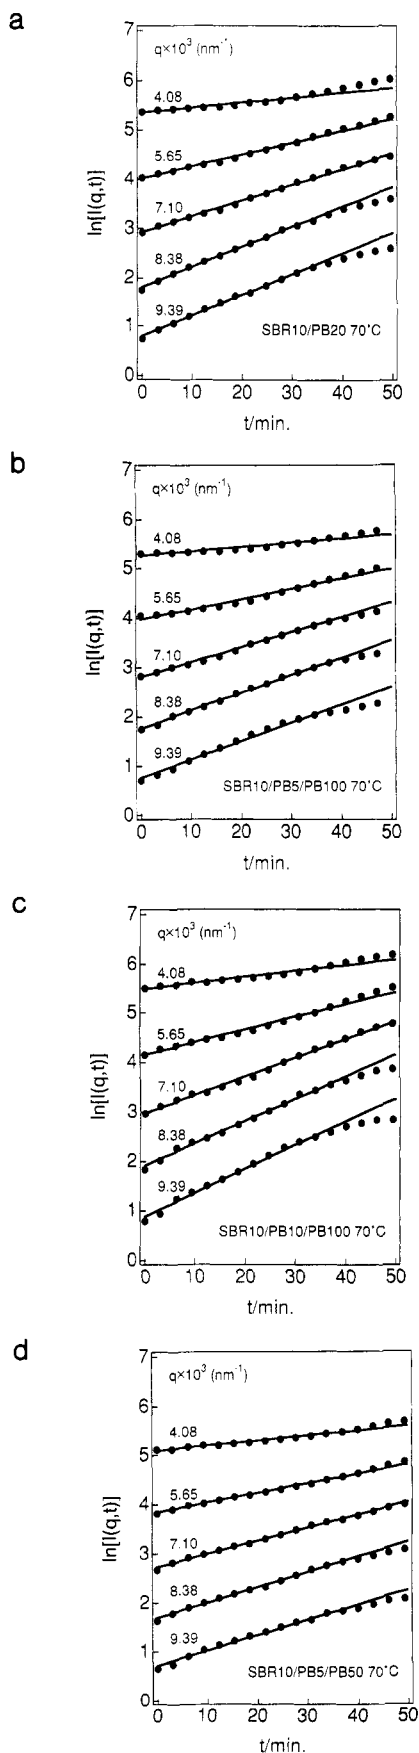 a
7
q×10³ (nm⁻¹)
6
4.08
5
5.65
4
7.10
3
8.38
2
9.39
1
SBR10/PB20 70°C
0
0 10 20 30 40 50
ln[I(q,t)]
t/min.
b
7
q×10³ (nm⁻¹)
6
4.08
5
5.65
4
7.10
3
8.38
2
9.39
1
SBR10/PB5/PB100 70°C
0
0 10 20 30 40 50
ln[I(q,t)]
t/min.
c
7
q×10³ (nm⁻¹)
6
4.08
5
5.65
4
7.10
3
8.38
2
9.39
1
SBR10/PB10/PB100 70°C
0
0 10 20 30 40 50
ln[I(q,t)]
t/min.
d
7
q×10³ (nm⁻¹)
6
4.08
5
5.65
4
7.10
3
8.38
2
9.39
1
SBR10/PB5/PB50 70°C
0
0 10 20 30 40 50
ln[I(q,t)]
t/min.